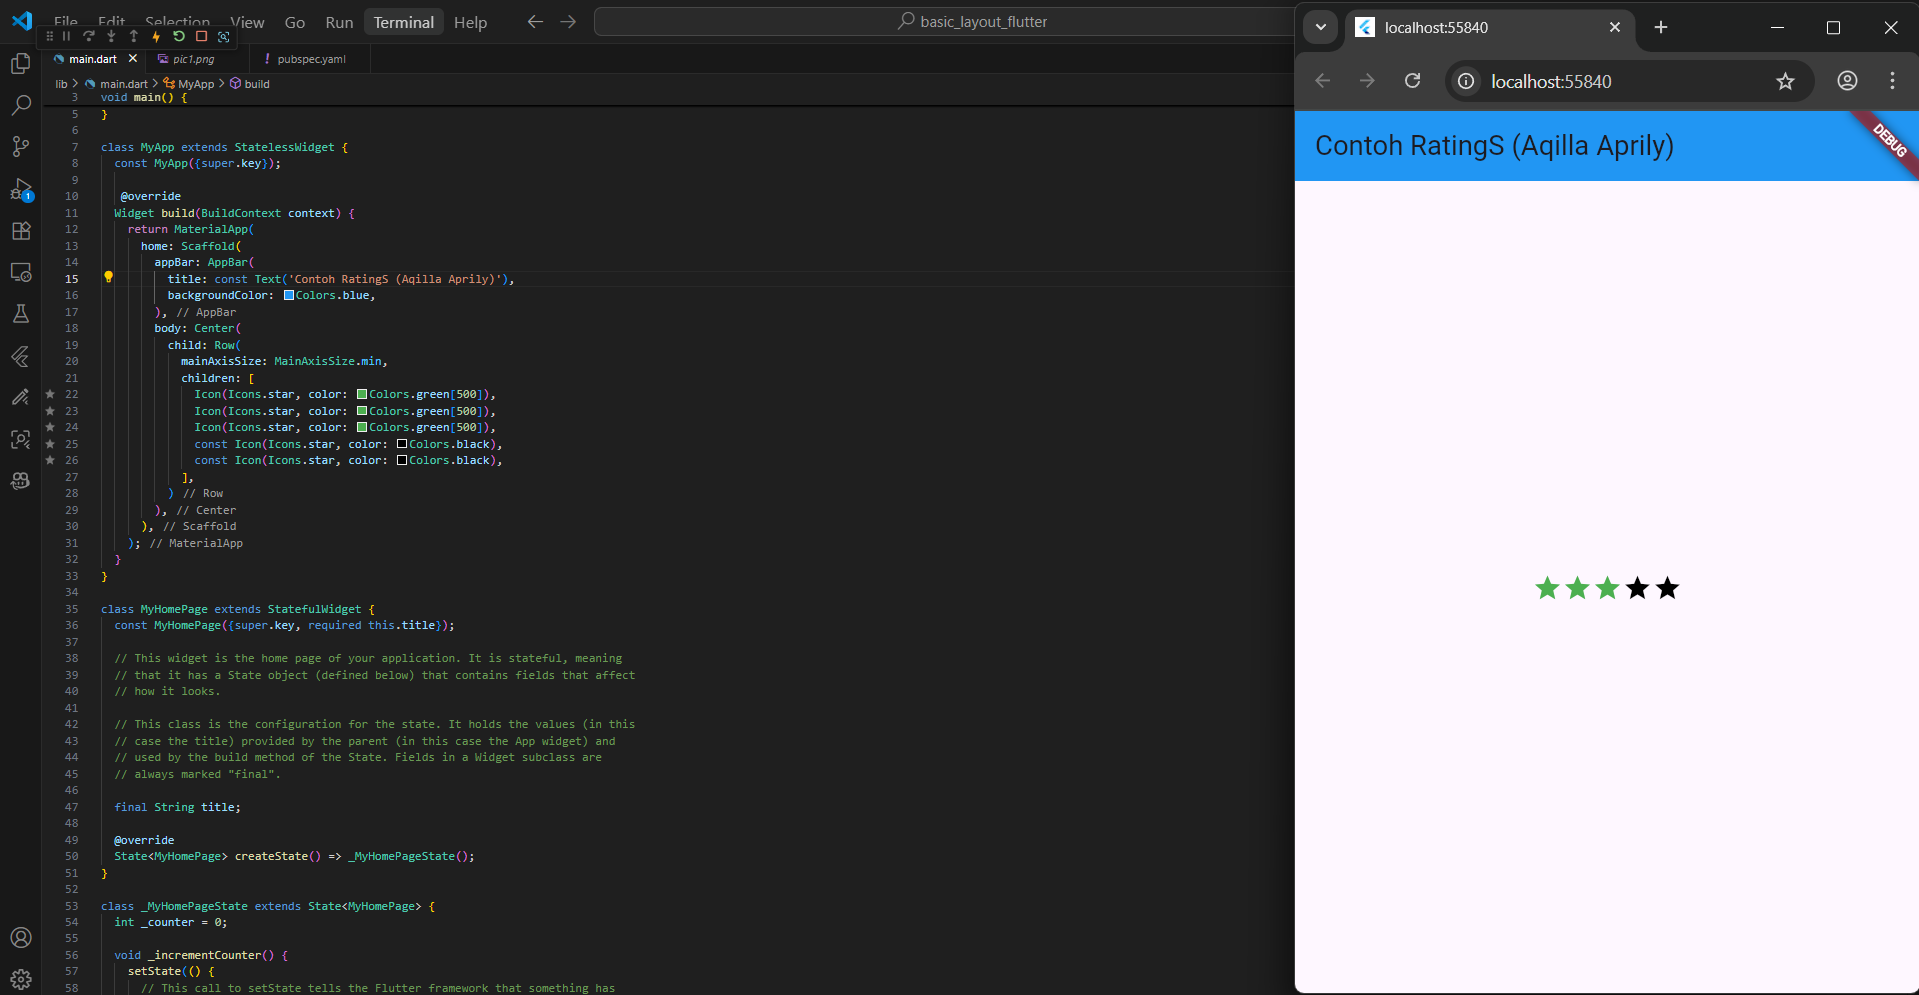 File Edit Selection View Go Run Terminal Help
basic_layout_flutter
main.dart
pic1.png
! pubspec.yaml
lib > main.dart > MyApp > build
3 void main() {
5 }
6
7 class MyApp extends StatelessWidget {
8 const MyApp({super.key});
9
10 @override
11 Widget build(BuildContext context) {
12 return MaterialApp(
13 home: Scaffold(
14 appBar: AppBar(
15 title: const Text('Contoh RatingS (Aqilla Aprily)'),
16 backgroundColor: Colors.blue,
17 ), // AppBar
18 body: Center(
19 child: Row(
20 mainAxisSize: MainAxisSize.min,
21 children: [
22 Icon(Icons.star, color: Colors.green[500]),
23 Icon(Icons.star, color: Colors.green[500]),
24 Icon(Icons.star, color: Colors.green[500]),
25 const Icon(Icons.star, color: Colors.black),
26 const Icon(Icons.star, color: Colors.black),
27 ],
28 ) // Row
29 ), // Center
30 ), // Scaffold
31 ); // MaterialApp
32 }
33 }
34
35 class MyHomePage extends StatefulWidget {
36 const MyHomePage({super.key, required this.title});
37
38 // This widget is the home page of your application. It is stateful, meaning
39 // that it has a State object (defined below) that contains fields that affect
40 // how it looks.
41
42 // This class is the configuration for the state. It holds the values (in this
43 // case the title) provided by the parent (in this case the App widget) and
44 // used by the build method of the State. Fields in a Widget subclass are
45 // always marked "final".
46
47 final String title;
48
49 @override
50 State<MyHomePage> createState() => _MyHomePageState();
51 }
52
53 class _MyHomePageState extends State<MyHomePage> {
54 int _counter = 0;
55
56 void _incrementCounter() {
57 setState(() {
58 // This call to setState tells the Flutter framework that something has
1
localhost:55840
localhost:55840
Contoh RatingS (Aqilla Aprily)
DEBUG